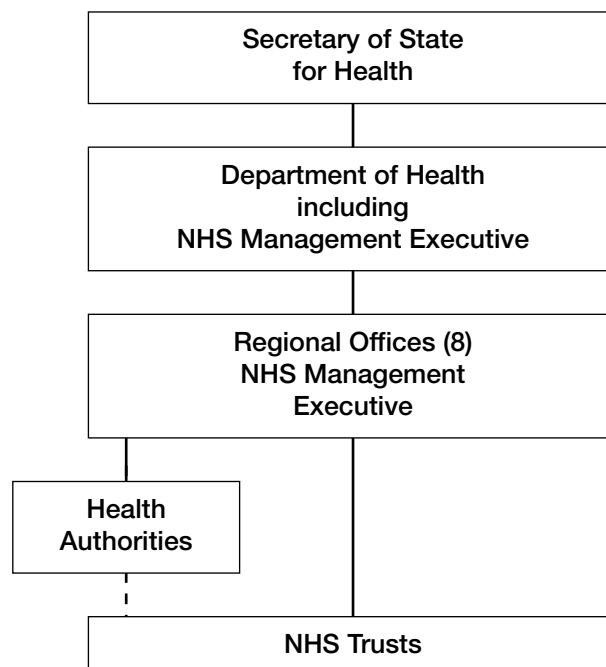 Secretary of State
for Health
Department of Health
including
NHS Management Executive
Regional Offices (8)
NHS Management
Executive
Health
Authorities
NHS Trusts